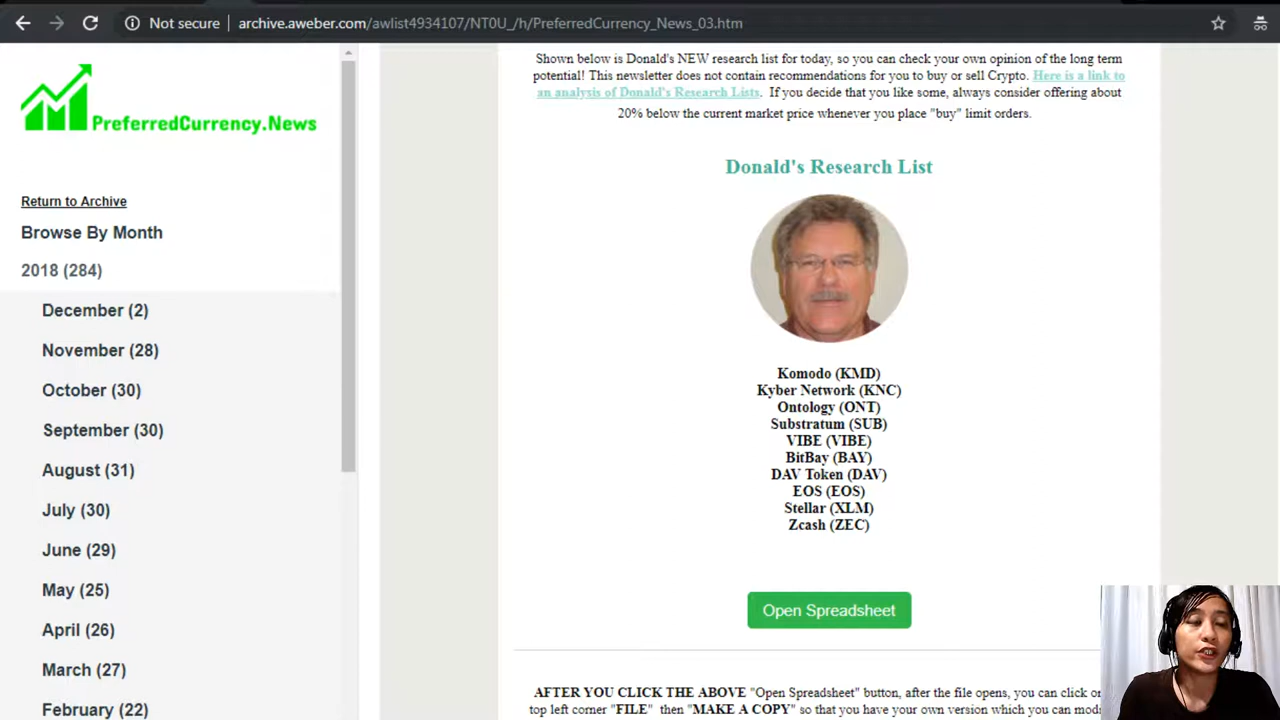 Not secure archive.aweber.com/awlist4934107/NT0U_/h/PreferredCurrency_News_03.htm
PreferredCurrency.News
Return to Archive
Browse By Month
2018 (284)
December (2)
November (28)
October (30)
September (30)
August (31)
July (30)
June (29)
May (25)
April (26)
March (27)
February (22)
Shown below is Donald's NEW research list for today, so you can check your own opinion of the long term
potential! This newsletter does not contain recommendations for you to buy or sell Crypto. Here is a link to
an analysis of Donald's Research Lists. If you decide that you like some, always consider offering about
20% below the current market price whenever you place "buy" limit orders.
Donald's Research List
Komodo (KMD)
Kyber Network (KNC)
Ontology (ONT)
Substratum (SUB)
VIBE (VIBE)
BitBay (BAY)
DAV Token (DAV)
EOS (EOS)
Stellar (XLM)
Zcash (ZEC)
Open Spreadsheet
AFTER YOU CLICK THE ABOVE "Open Spreadsheet" button, after the file opens, you can click on
top left corner "FILE" then "MAKE A COPY" so that you have your own version which you can